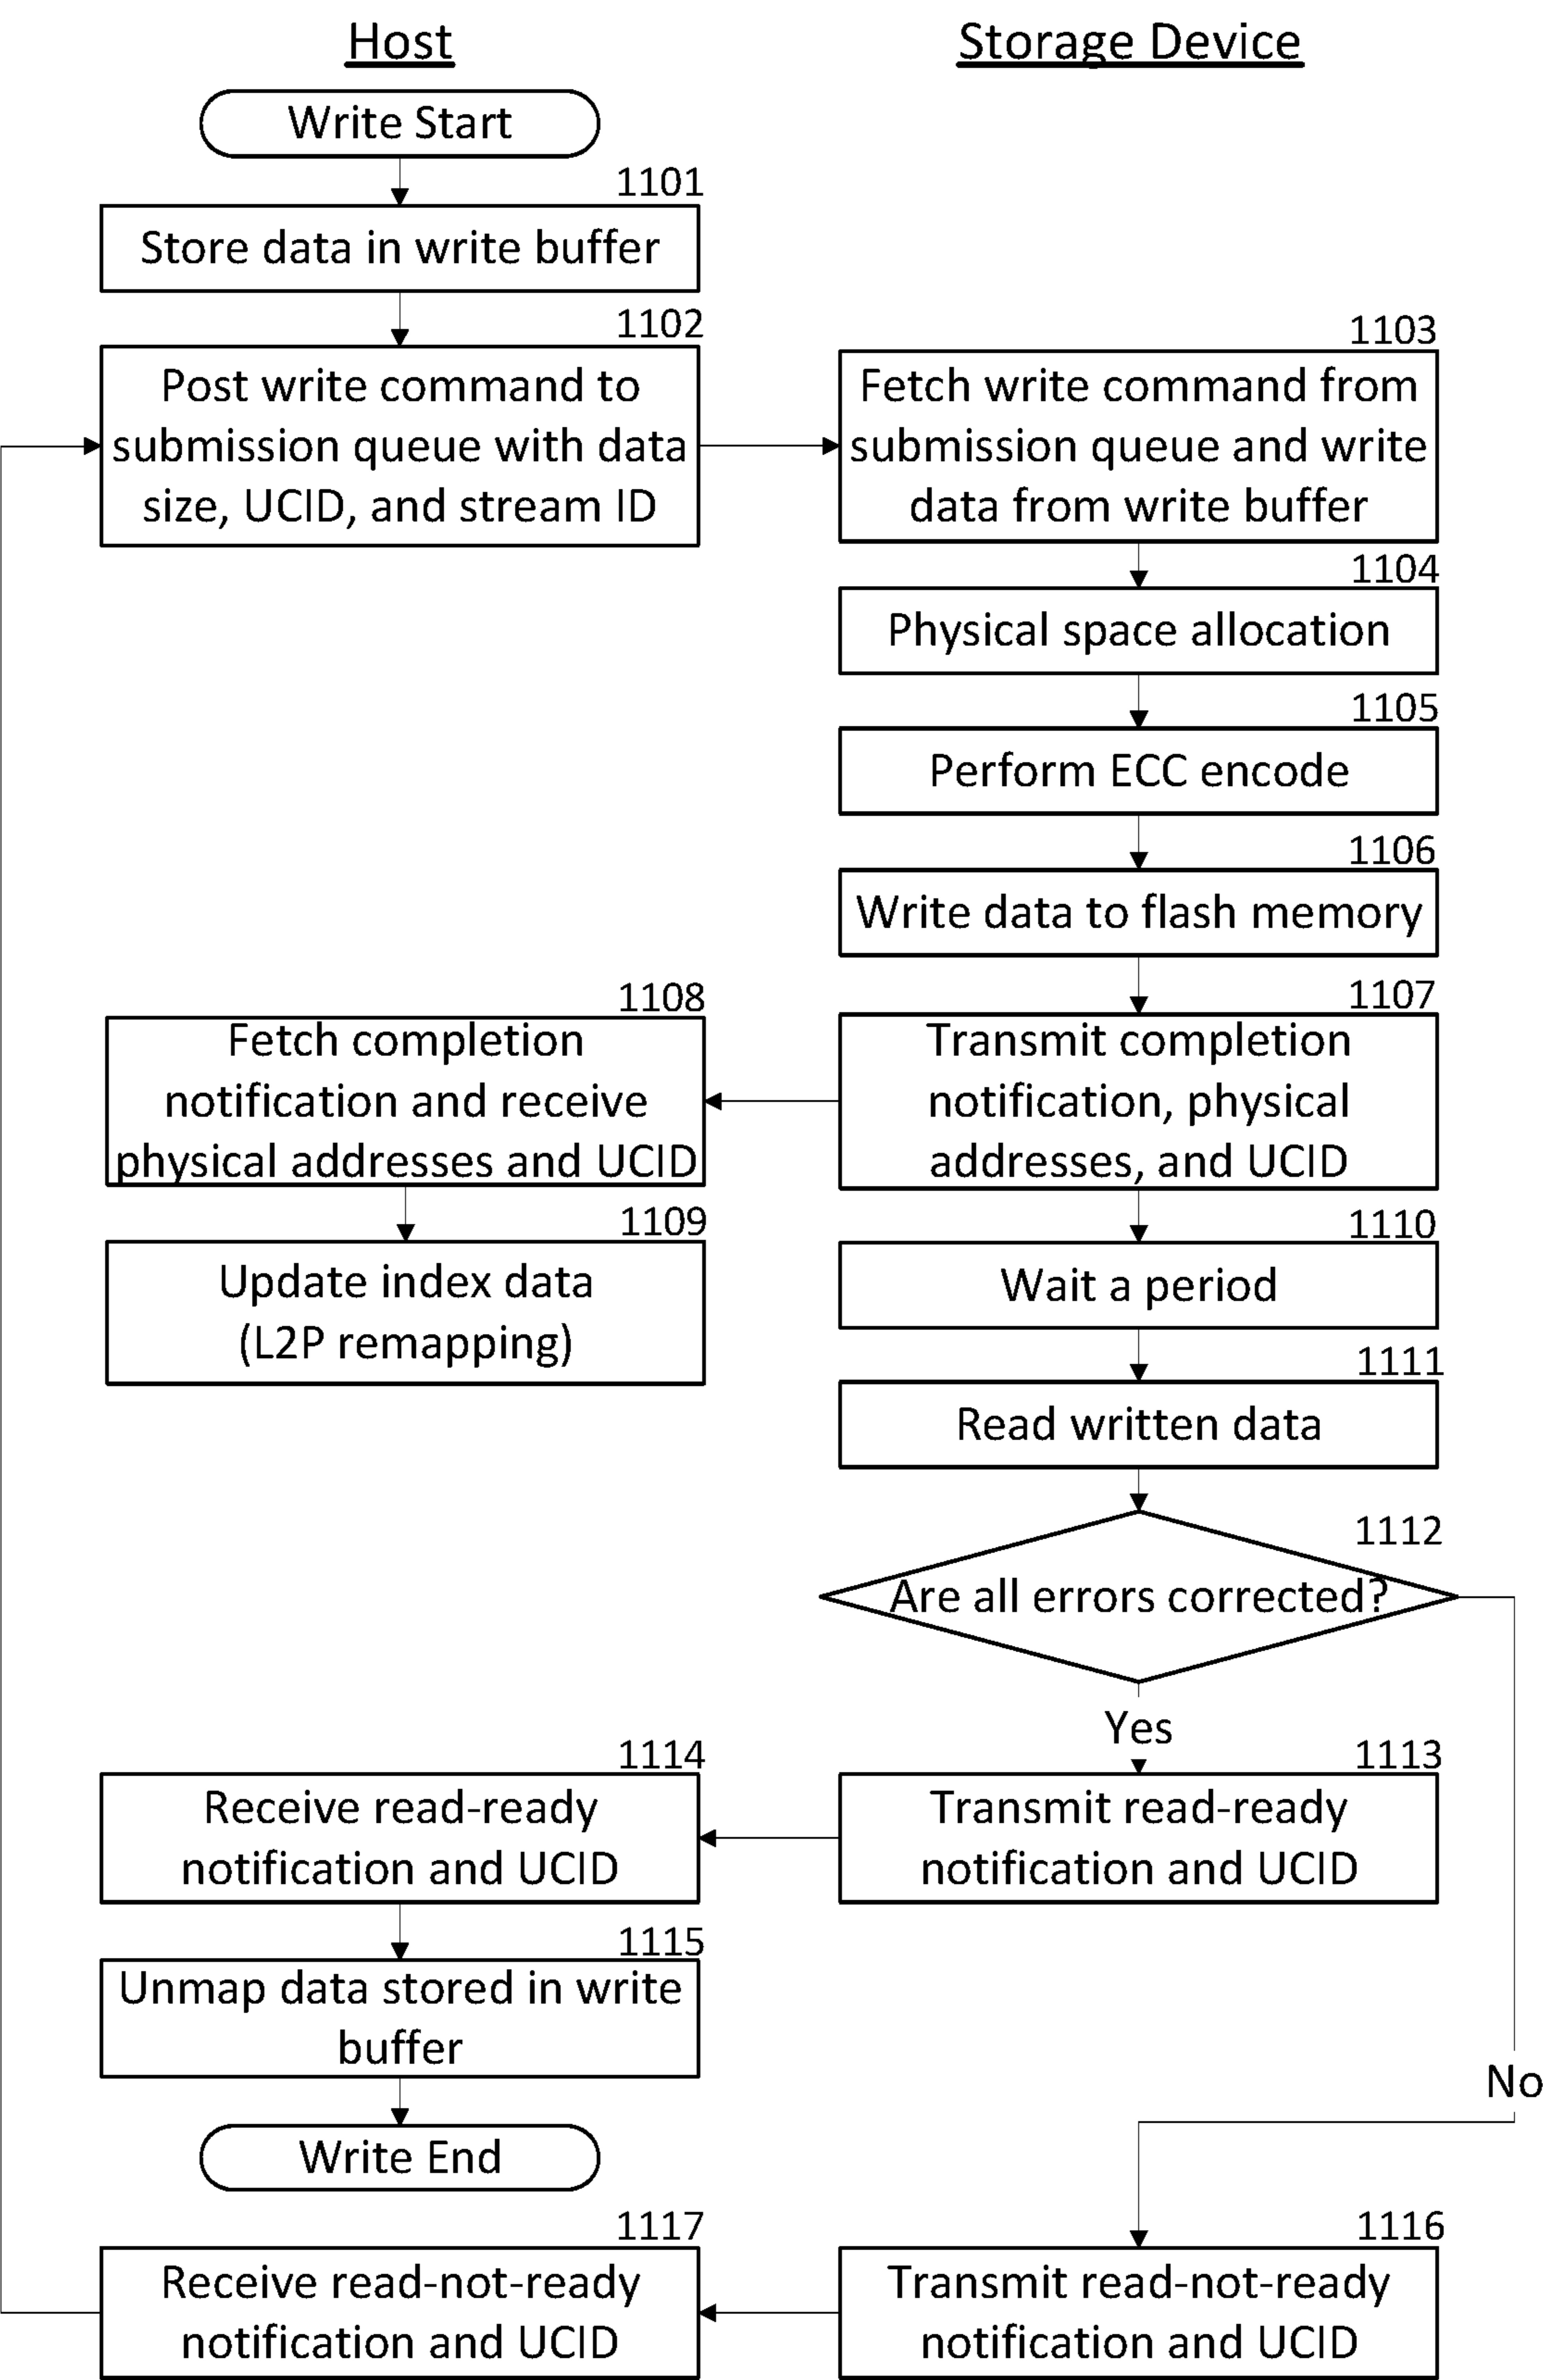 Host
Storage Device
Write Start
1101
Store data in write buffer
1102
Post write command to
submission queue with data
size, UCID, and stream ID
1103
Fetch write command from
submission queue and write
data from write buffer
1104
Physical space allocation
1105
Perform ECC encode
1106
Write data to flash memory
1107
Transmit completion
notification, physical
addresses, and UCID
1108
Fetch completion
notification and receive
physical addresses and UCID
1109
Update index data
(L2P remapping)
1110
Wait a period
1111
Read written data
1112
Are all errors corrected?
Yes
1113
Transmit read-ready
notification and UCID
1114
Receive read-ready
notification and UCID
1115
Unmap data stored in write
buffer
Write End
No
1116
Transmit read-not-ready
notification and UCID
1117
Receive read-not-ready
notification and UCID